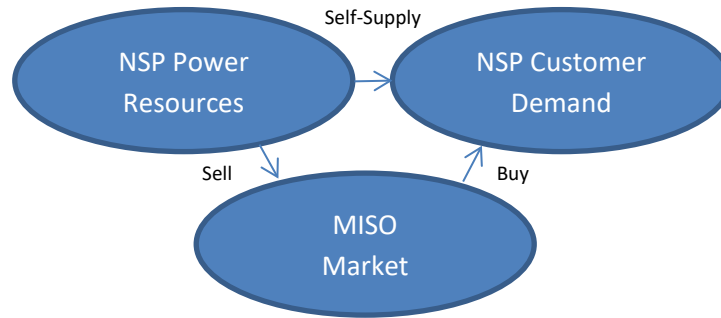 Self-Supply
NSP Power
Resources
NSP Customer
Demand
Sell
Buy
MISO
Market